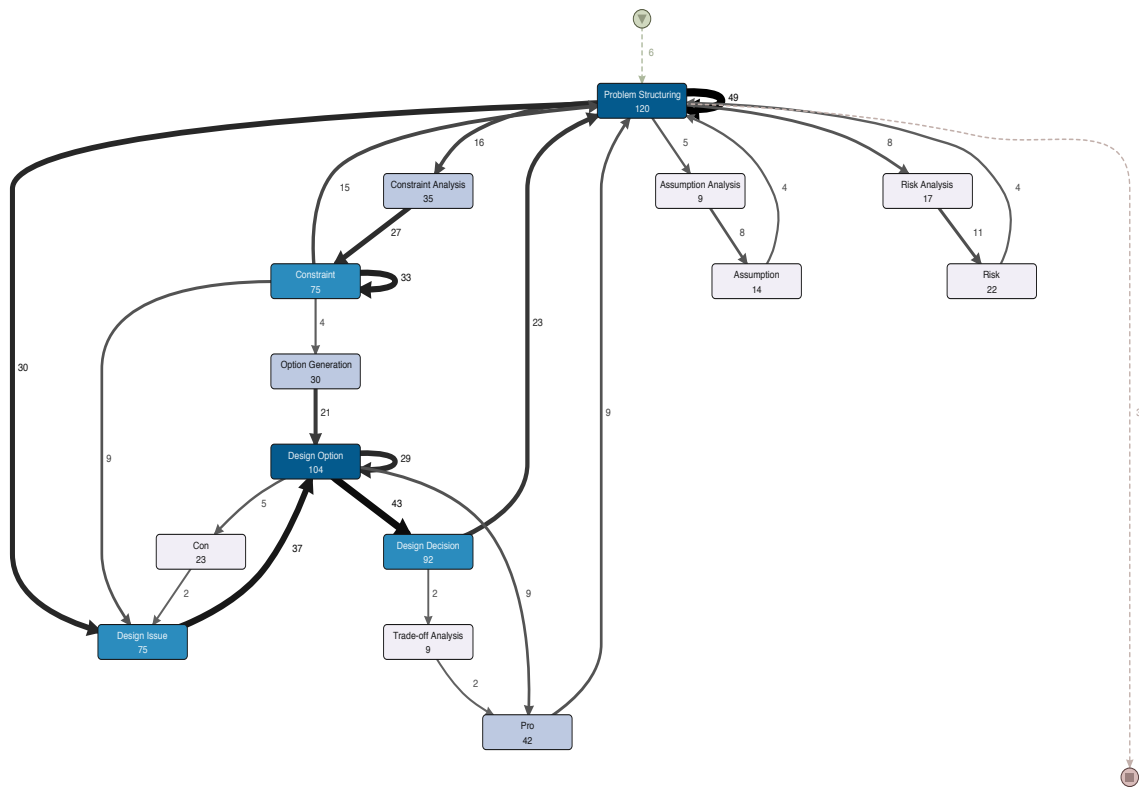 6
Problem Structuring
120
49
16
5
8
15
Constraint Analysis
35
Assumption Analysis
9
4
Risk Analysis
17
4
27
8
11
Constraint
75
33
Assumption
14
Risk
22
4
23
30
Option Generation
30
21
9
3
9
Design Option
104
29
5
43
Con
23
37
Design Decision
92
2
2
9
Design Issue
75
Trade-off Analysis
9
2
Pro
42